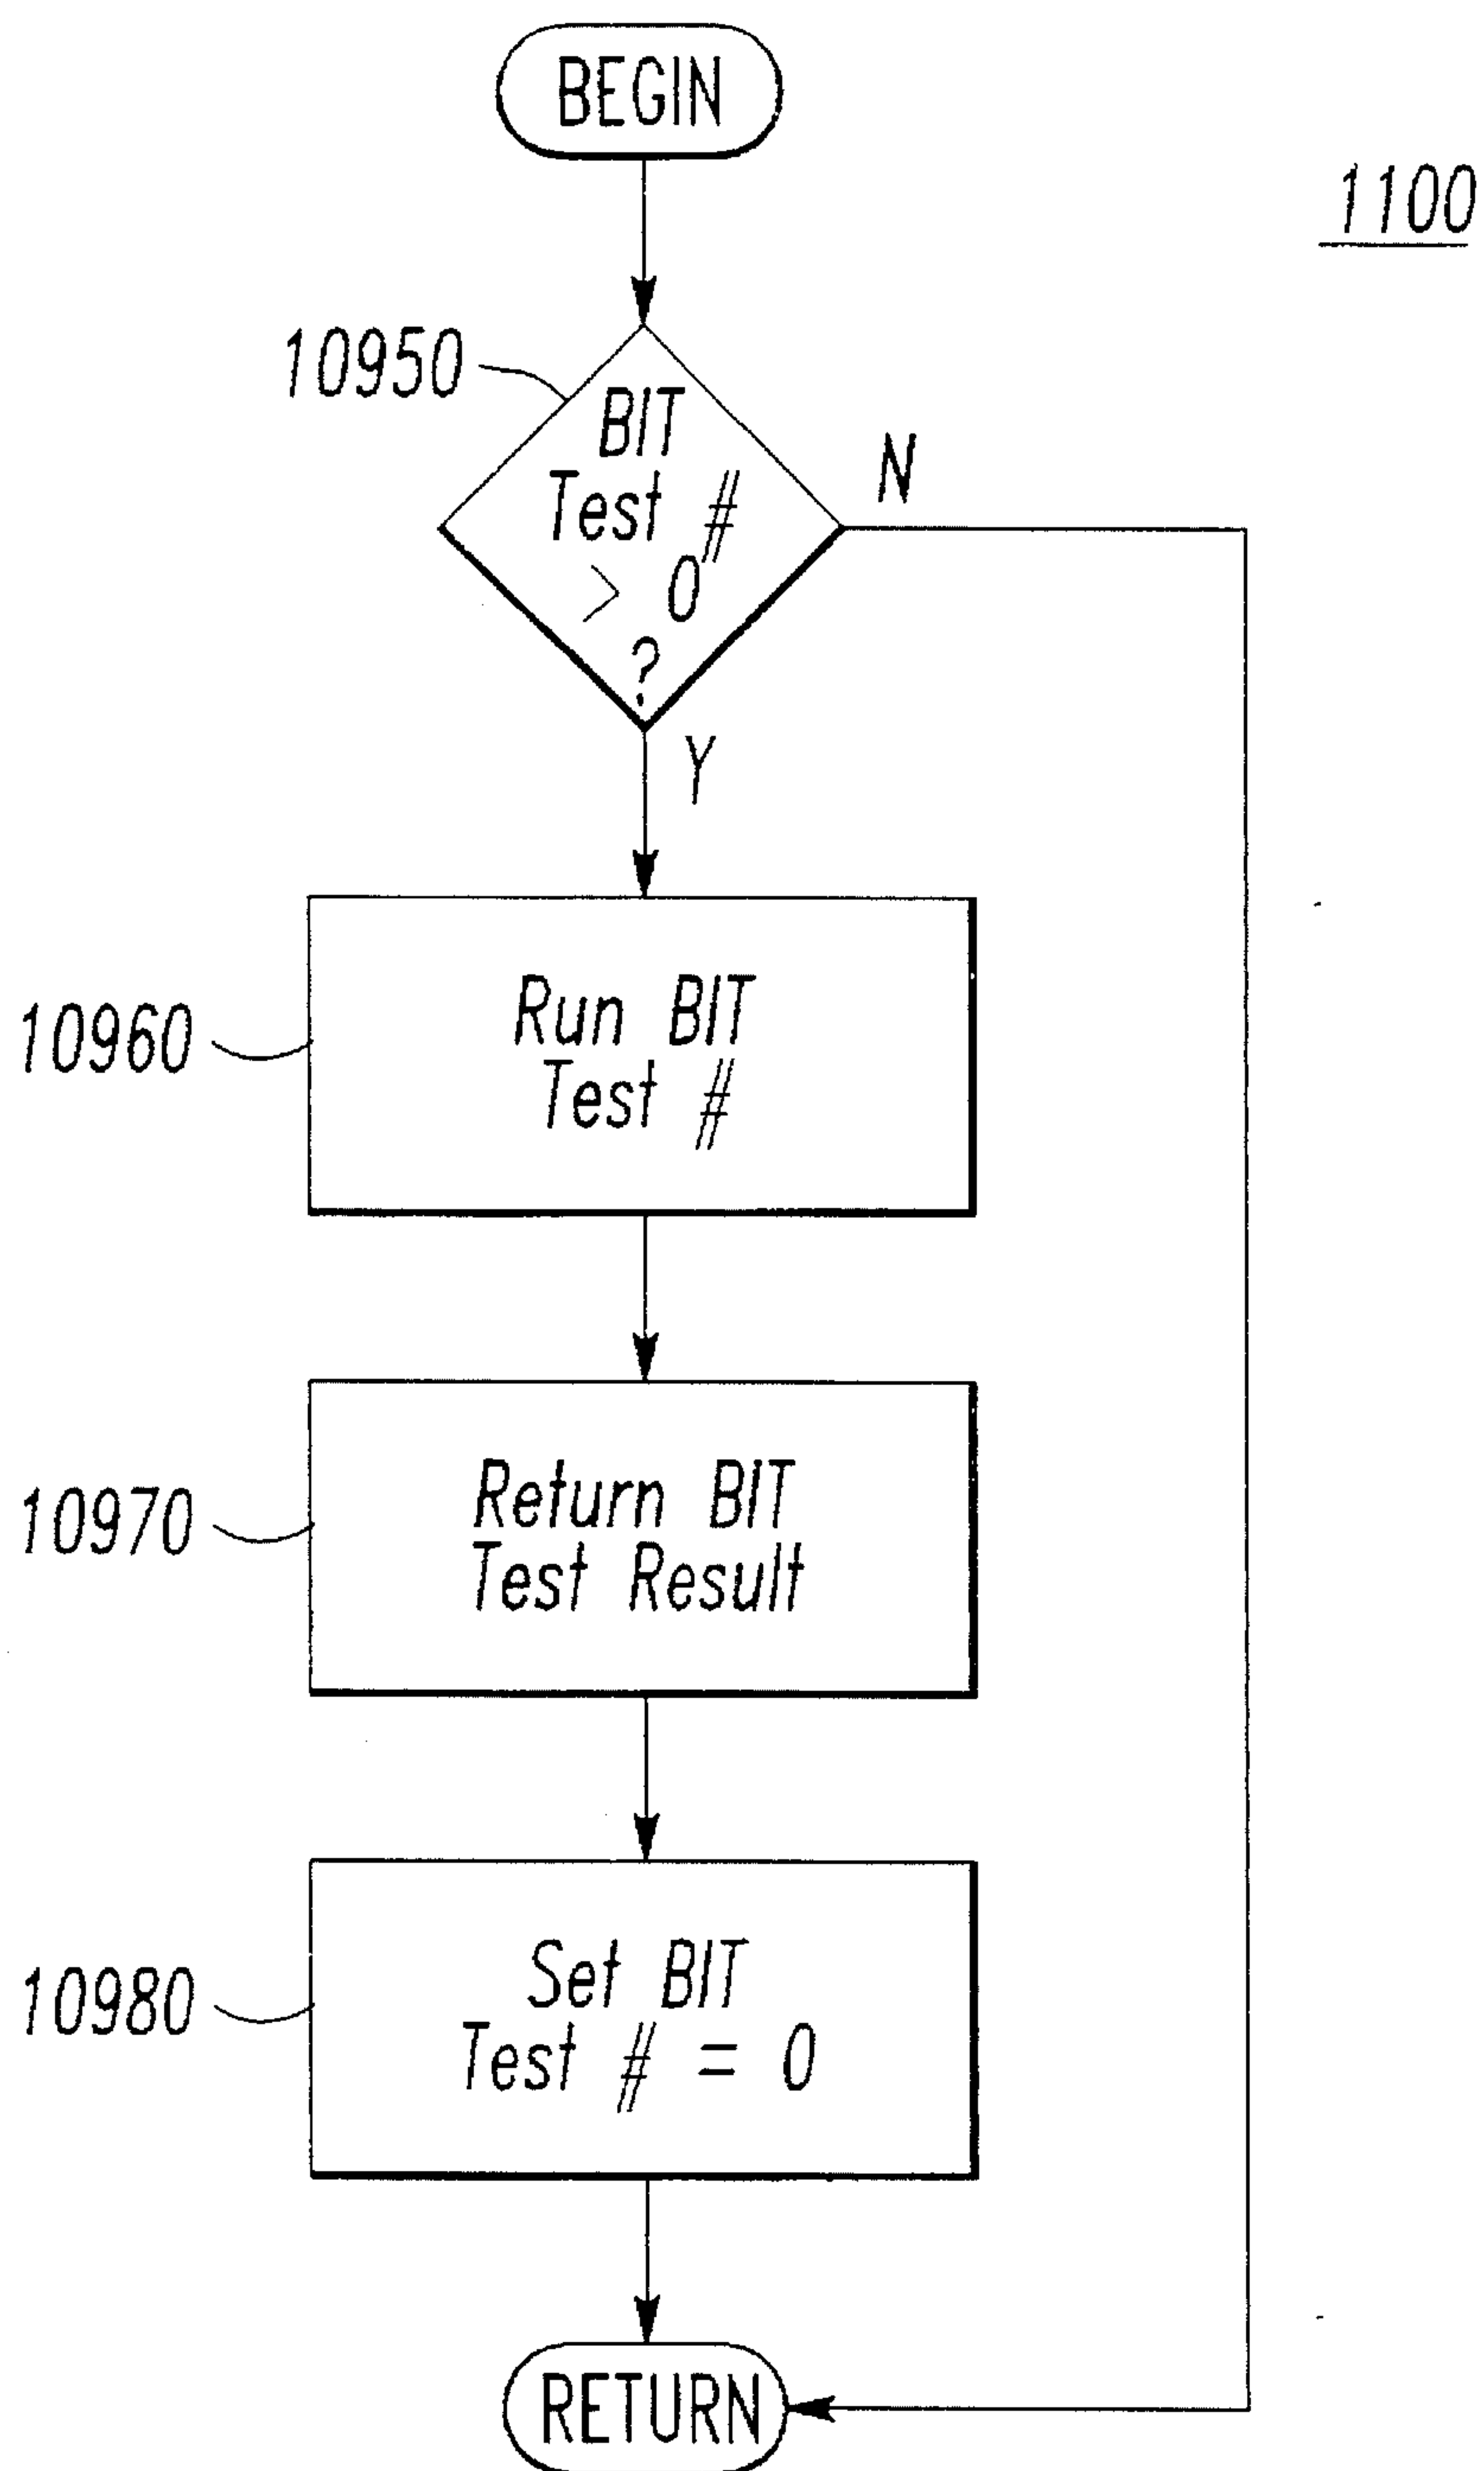 BEGIN
1100
10950
BIT
Test #
> 0
?
N
Y
10960
Run BIT
Test #
10970
Return BIT
Test Result
10980
Set BIT
Test # = 0
RETURN